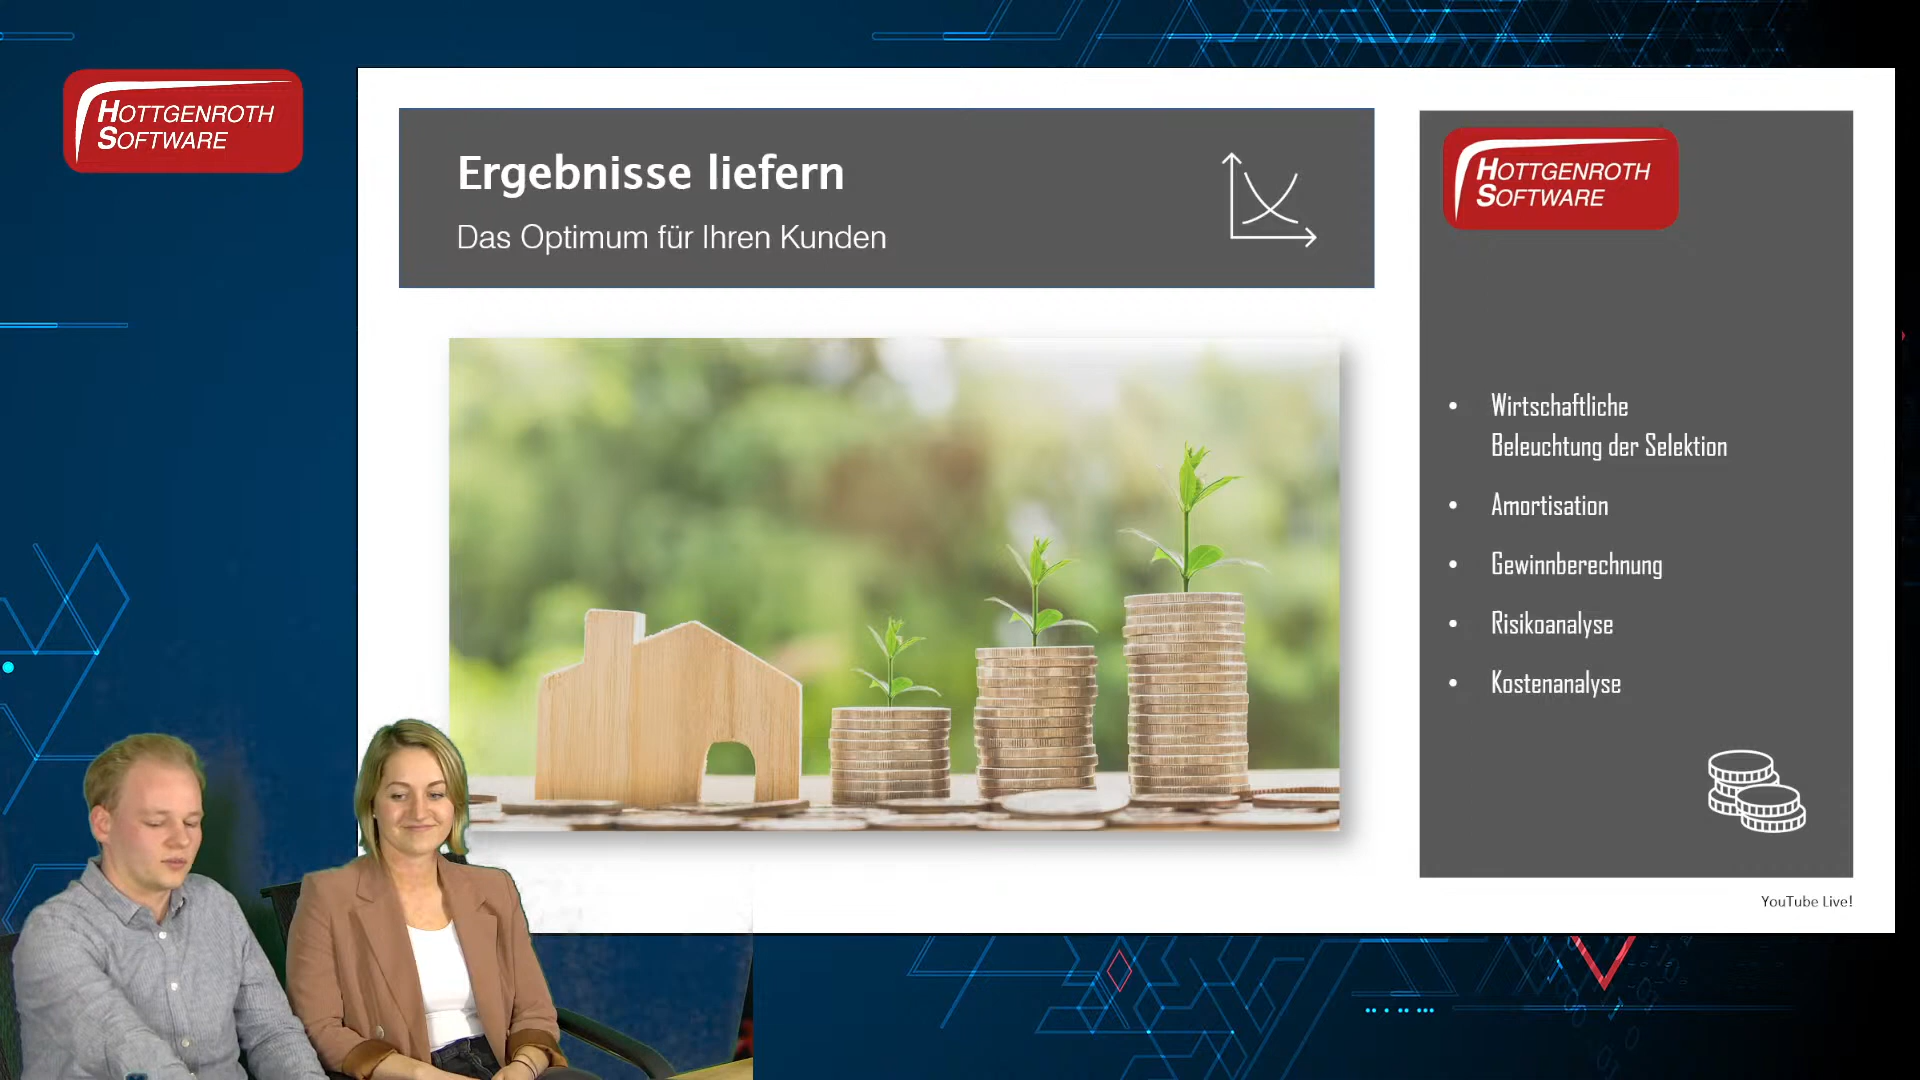 HOTTGENROTH
SOFTWARE
Ergebnisse liefern
Das Optimum für Ihren Kunden
HOTTGENROTH
SOFTWARE
• Wirtschaftliche
Beleuchtung der Selektion
• Amortisation
• Gewinnberechnung
• Risikoanalyse
• Kostenanalyse
YouTube Live!